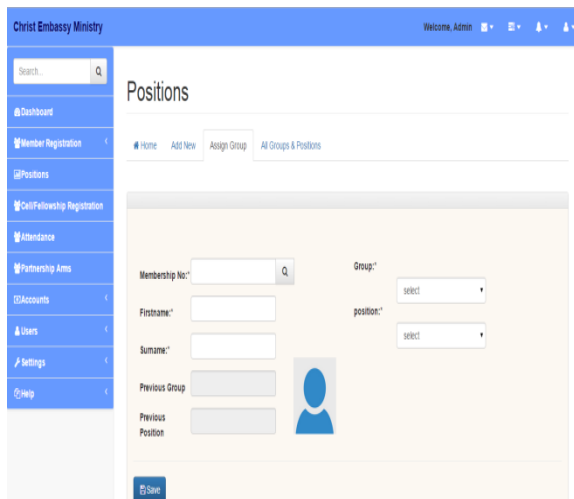 Christ Embassy Ministry
Welcome, Admin
Search...
Dashboard
Member Registration
Positions
Cell/Fellowship Registration
Attendance
Partnership Arms
Accounts
Users
Settings
Help
Positions
Home Add New Assign Group All Groups & Positions
Membership No:*
Firstname:*
Surname:*
Previous Group
Previous
Position
Group:*
select
position:*
select
Save